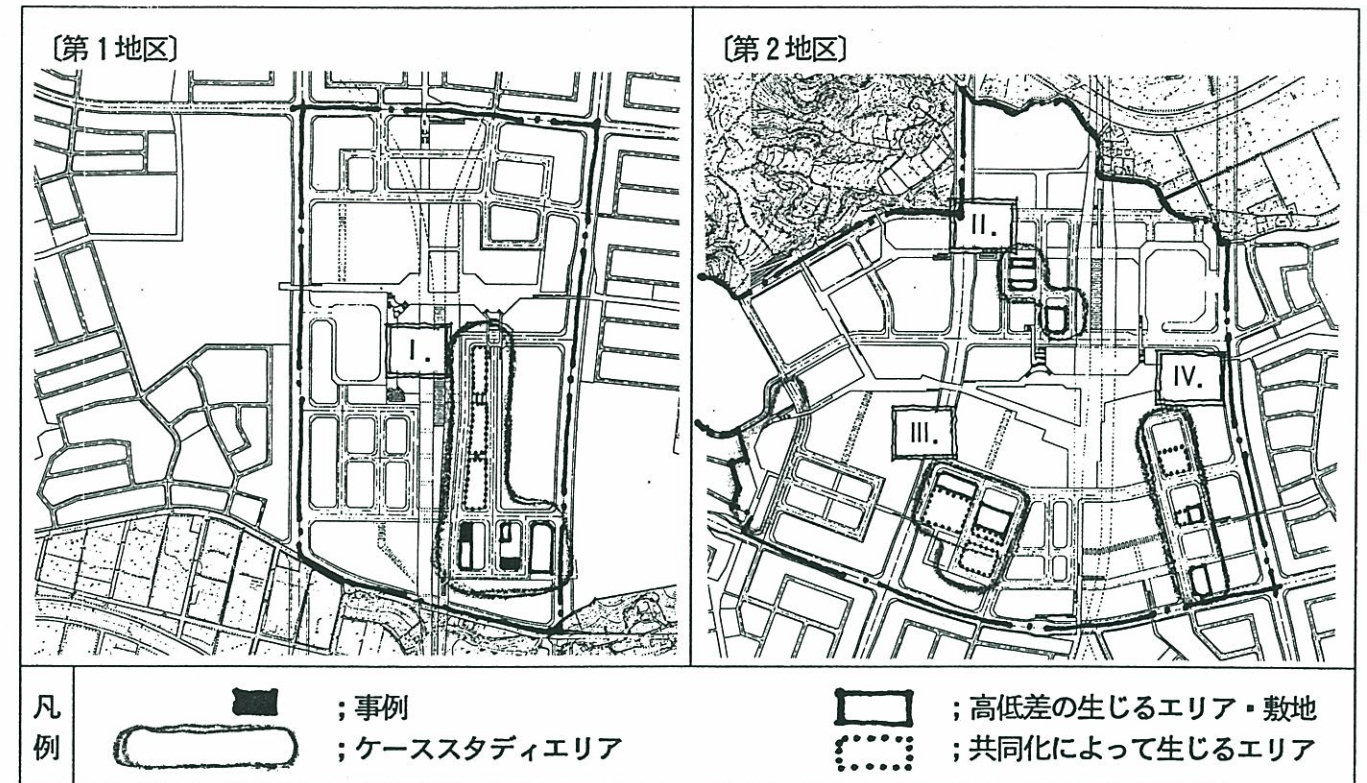 〔第1地区〕
〔第2地区〕
I.
II.
III.
IV.
凡例
;事例
;ケーススタディエリア
;高低差の生じるエリア・敷地
;共同化によって生じるエリア